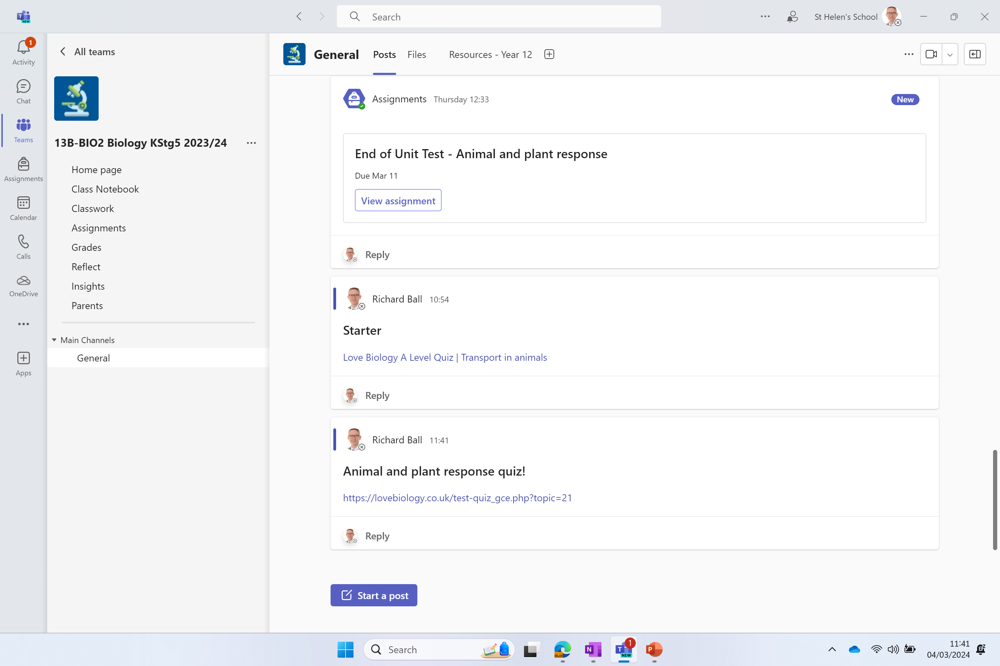 T NEW
Search
St Helen's School
1
Activity
Chat
Teams
Assignments
Calendar
Calls
OneDrive
Apps
All teams
13B-BIO2 Biology KStg5 2023/24
Home page
Class Notebook
Classwork
Assignments
Grades
Reflect
Insights
Parents
Main Channels
General
General Posts Files Resources - Year 12
Assignments Thursday 12:33 New
End of Unit Test - Animal and plant response
Due Mar 11
View assignment
Reply
Richard Ball 10:54
Starter
Love Biology A Level Quiz | Transport in animals
Reply
Richard Ball 11:41
Animal and plant response quiz!
https://lovebiology.co.uk/test-quiz_gce.php?topic=21
Reply
Start a post
Search
N
T NEW 1
P
11:41
04/03/2024